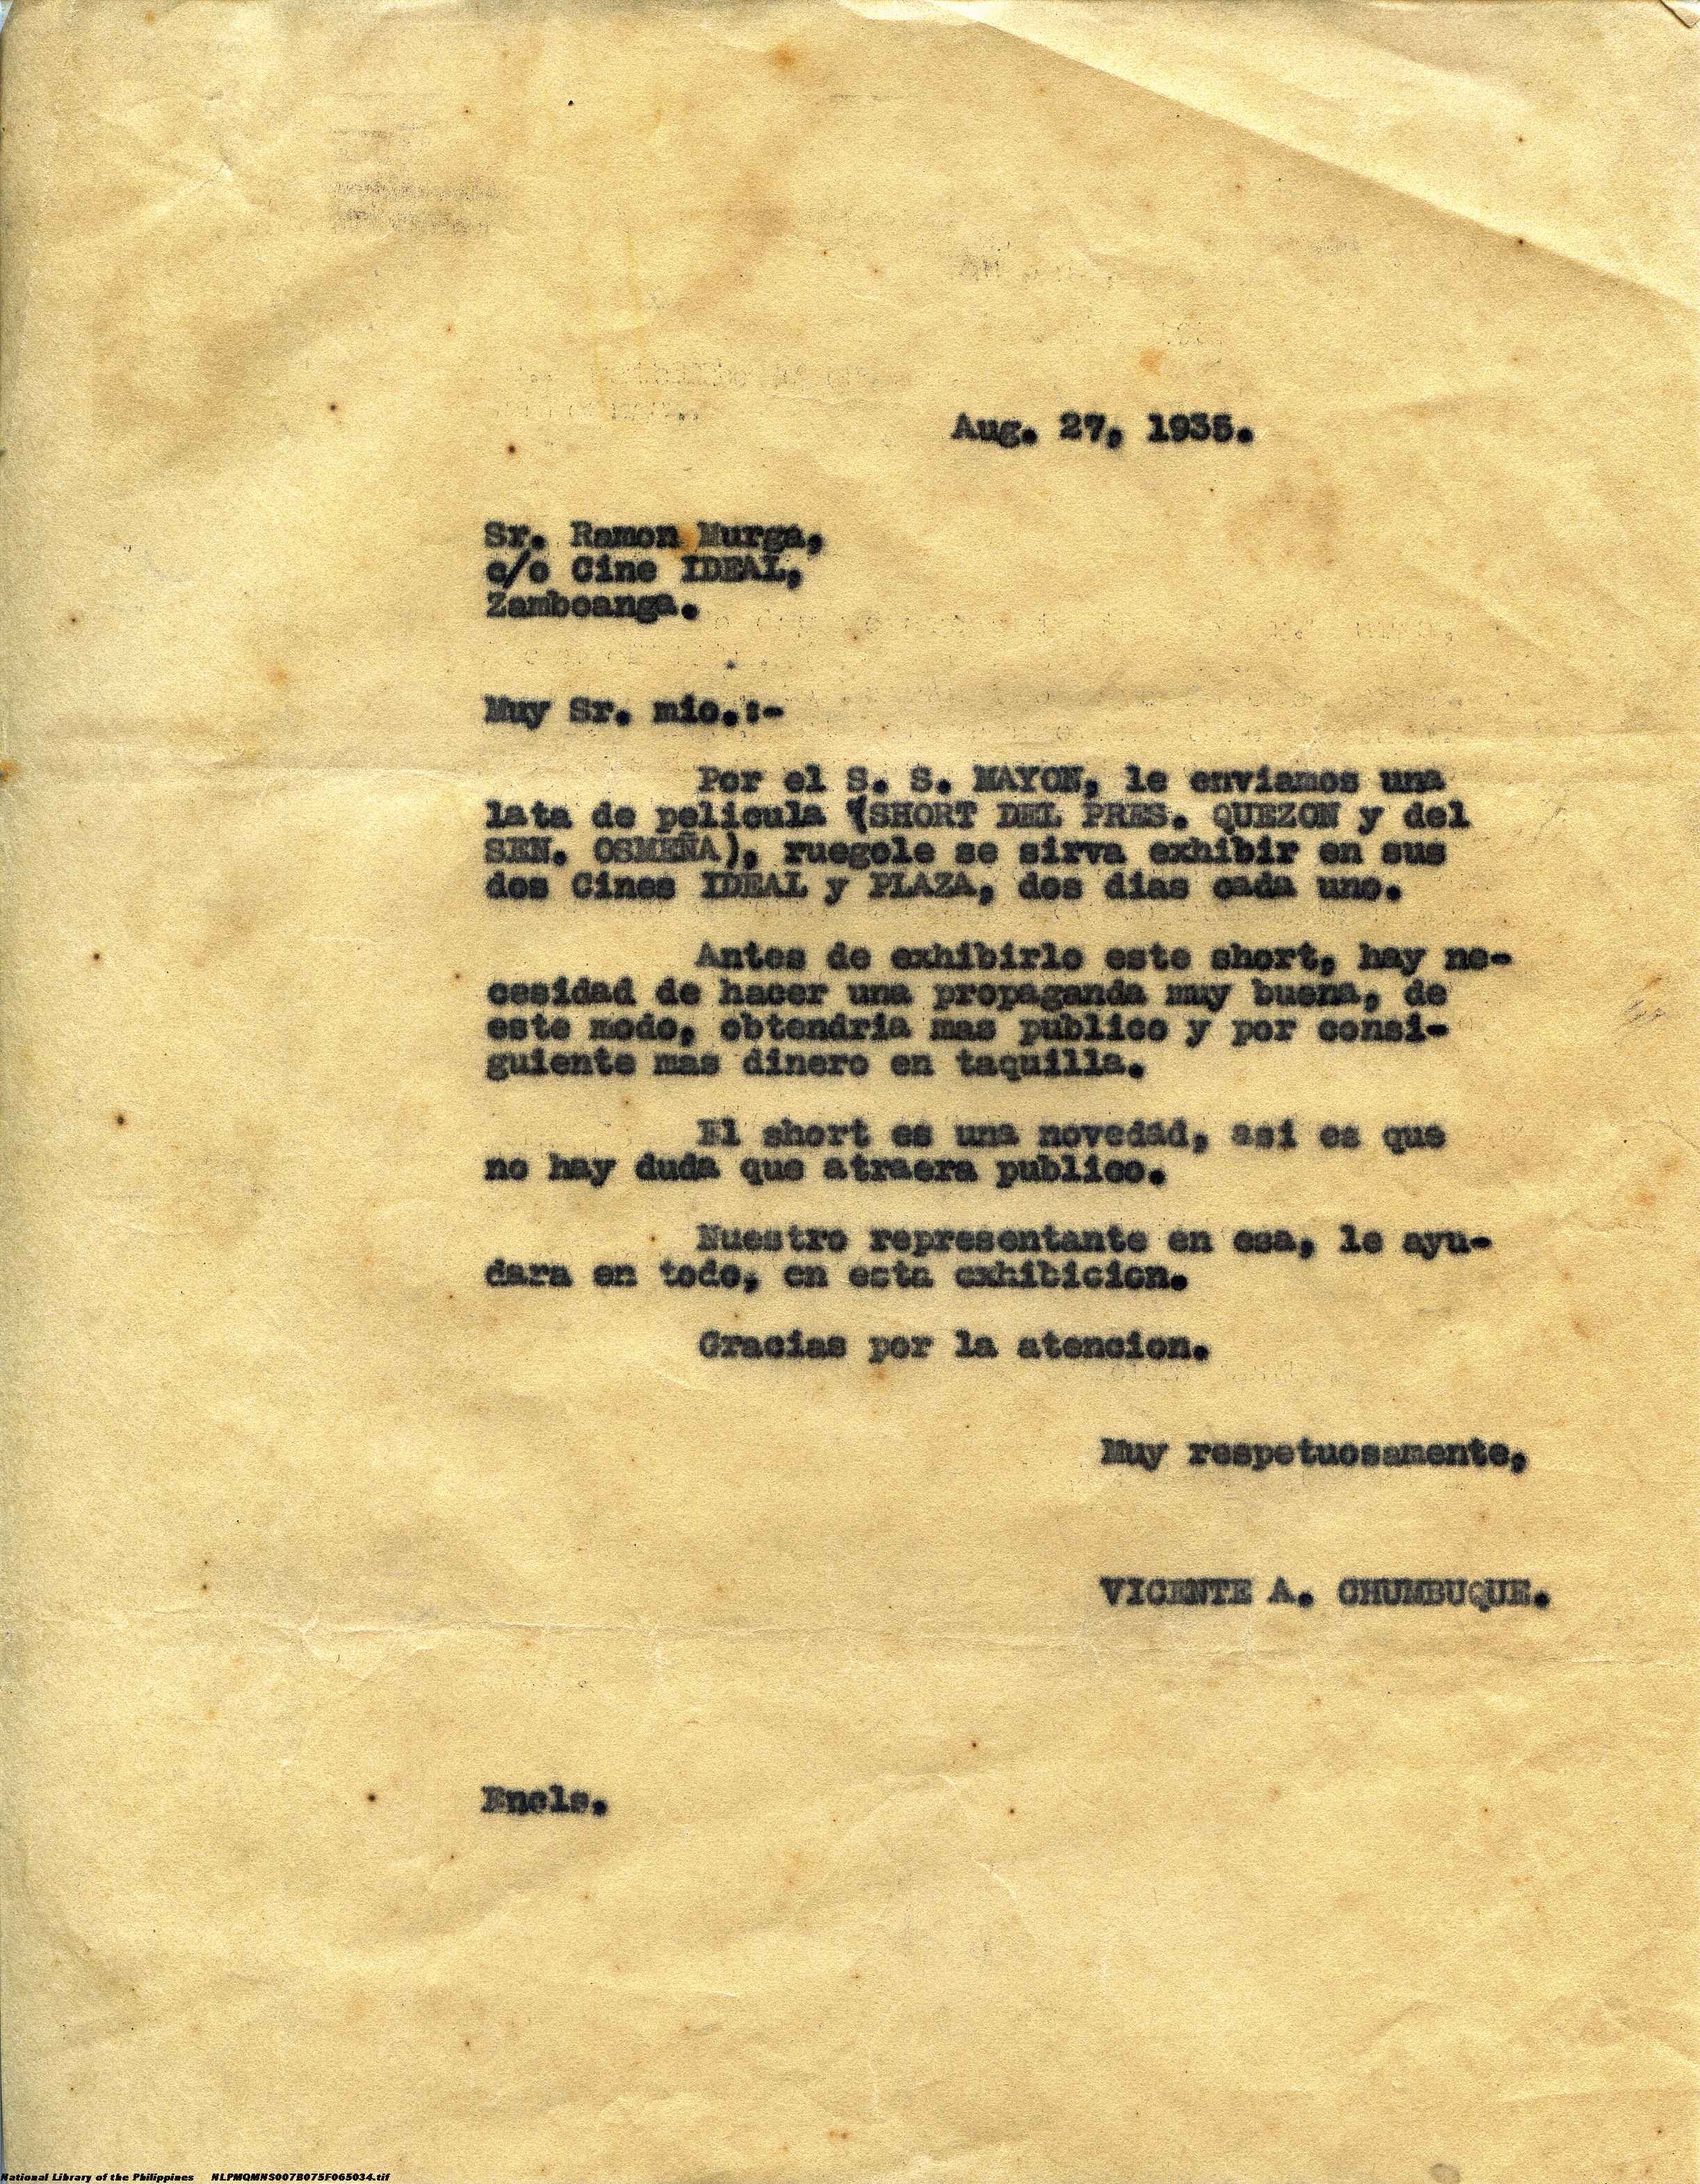 Aug. 27, 1935.
Sr. Ramon Murga,
c/o Cine IDEAL,
Zamboanga.
Muy Sr. mio.:-
Por el S. S. MAYON, le enviamos una
lata de pelicula (SHORT DEL PRES. QUEZON y del
SEN. OSMEÑA), ruegole se sirva exhibir en sus
dos Cines IDEAL y PLAZA, dos dias cada uno.
Antes de exhibirlo este short, hay ne-
cesidad de hacer una propaganda muy buena, de
este modo, obtendria mas publico y por consi-
guiente mas dinero en taquilla.
El short es una novedad, asi es que
no hay duda que atraera publico.
Nuestro representante en esa, le ayu-
dara en todo, en esta exhibicion.
Gracias por la atencion.
Muy respetuosamente,
VICENTE A. CHUMBUQUE.
Encls.
National Library of the Philippines NLPMQMNS007B075F065034.tif